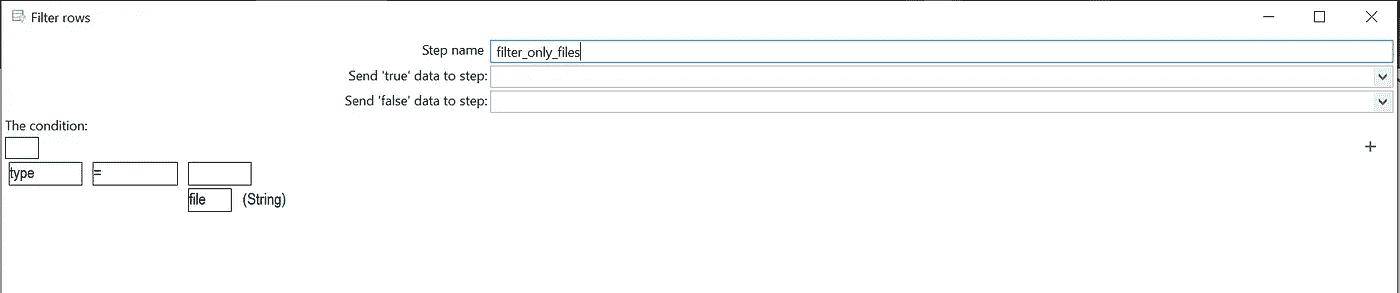 Filter rows
Step name filter_only_files
Send 'true' data to step:
Send 'false' data to step:
The condition:
type =
file (String)